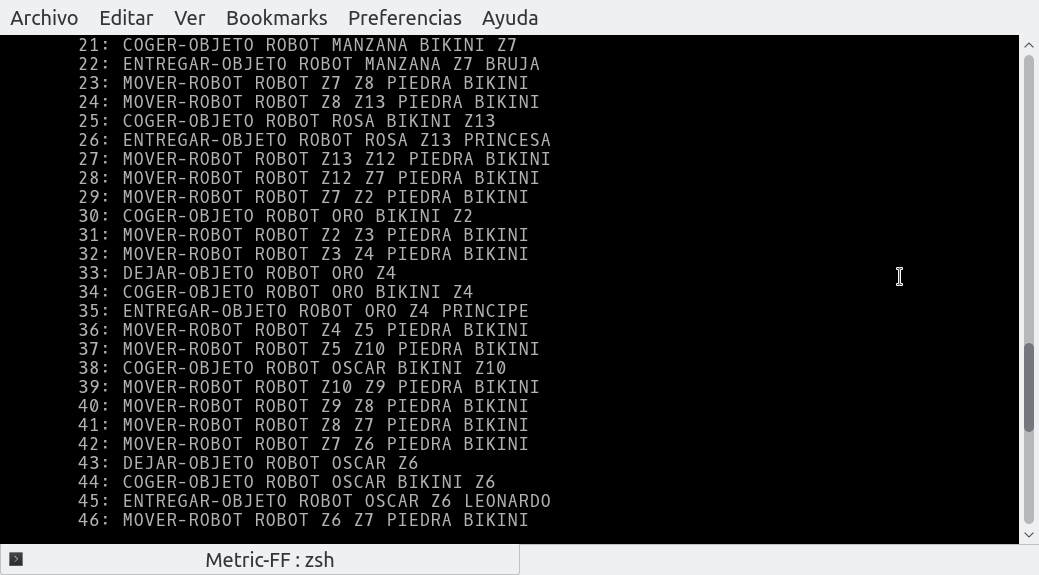 Archivo Editar Ver Bookmarks Preferencias Ayuda
21: COGER-OBJETO ROBOT MANZANA BIKINI Z7
22: ENTREGAR-OBJETO ROBOT MANZANA Z7 BRUJA
23: MOVER-ROBOT ROBOT Z7 Z8 PIEDRA BIKINI
24: MOVER-ROBOT ROBOT Z8 Z13 PIEDRA BIKINI
25: COGER-OBJETO ROBOT ROSA BIKINI Z13
26: ENTREGAR-OBJETO ROBOT ROSA Z13 PRINCESA
27: MOVER-ROBOT ROBOT Z13 Z12 PIEDRA BIKINI
28: MOVER-ROBOT ROBOT Z12 Z7 PIEDRA BIKINI
29: MOVER-ROBOT ROBOT Z7 Z2 PIEDRA BIKINI
30: COGER-OBJETO ROBOT ORO BIKINI Z2
31: MOVER-ROBOT ROBOT Z2 Z3 PIEDRA BIKINI
32: MOVER-ROBOT ROBOT Z3 Z4 PIEDRA BIKINI
33: DEJAR-OBJETO ROBOT ORO Z4
34: COGER-OBJETO ROBOT ORO BIKINI Z4
35: ENTREGAR-OBJETO ROBOT ORO Z4 PRINCIPE
36: MOVER-ROBOT ROBOT Z4 Z5 PIEDRA BIKINI
37: MOVER-ROBOT ROBOT Z5 Z10 PIEDRA BIKINI
38: COGER-OBJETO ROBOT OSCAR BIKINI Z10
39: MOVER-ROBOT ROBOT Z10 Z9 PIEDRA BIKINI
40: MOVER-ROBOT ROBOT Z9 Z8 PIEDRA BIKINI
41: MOVER-ROBOT ROBOT Z8 Z7 PIEDRA BIKINI
42: MOVER-ROBOT ROBOT Z7 Z6 PIEDRA BIKINI
43: DEJAR-OBJETO ROBOT OSCAR Z6
44: COGER-OBJETO ROBOT OSCAR BIKINI Z6
45: ENTREGAR-OBJETO ROBOT OSCAR Z6 LEONARDO
46: MOVER-ROBOT ROBOT Z6 Z7 PIEDRA BIKINI
Metric-FF : zsh